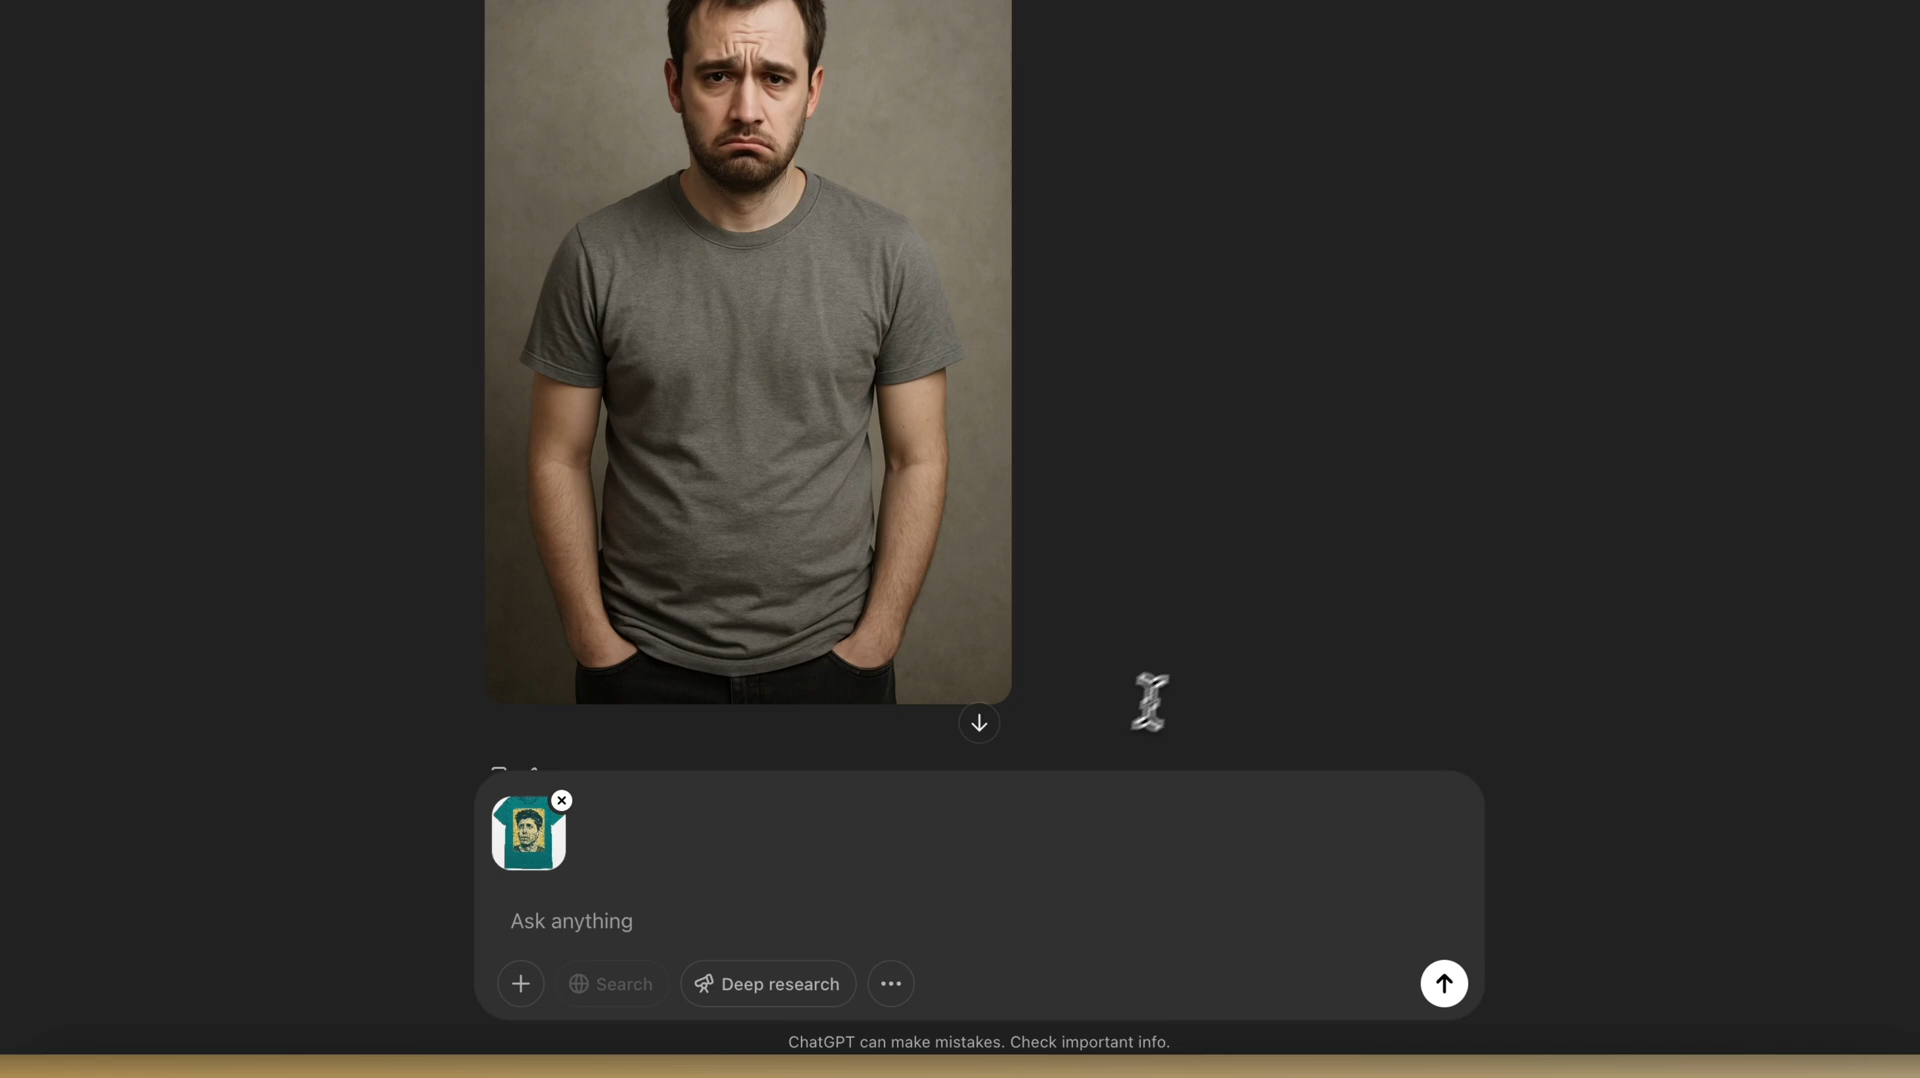 Ask anything
Search
Deep research
ChatGPT can make mistakes. Check important info.